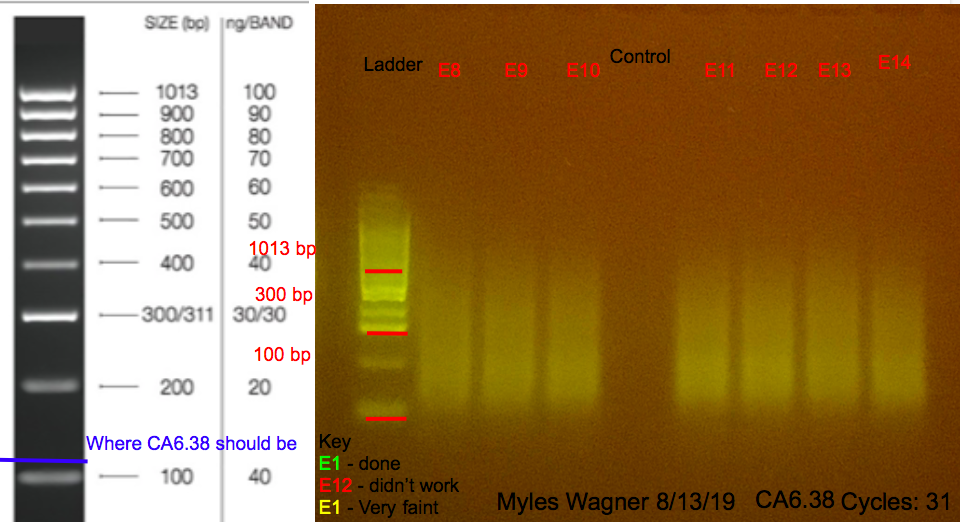 SIZE (bp) ng/BAND
1013 100
900 90
800 80
700 70
600 60
500 50
400 40
300/311 30/30
200 20
100 40
Where CA6.38 should be
1013 bp
300 bp
100 bp
Ladder E8 E9 E10 Control E11 E12 E13 E14
Key
E1 - done
E12 - didn't work
E1 - Very faint
Myles Wagner 8/13/19 CA6.38 Cycles: 31